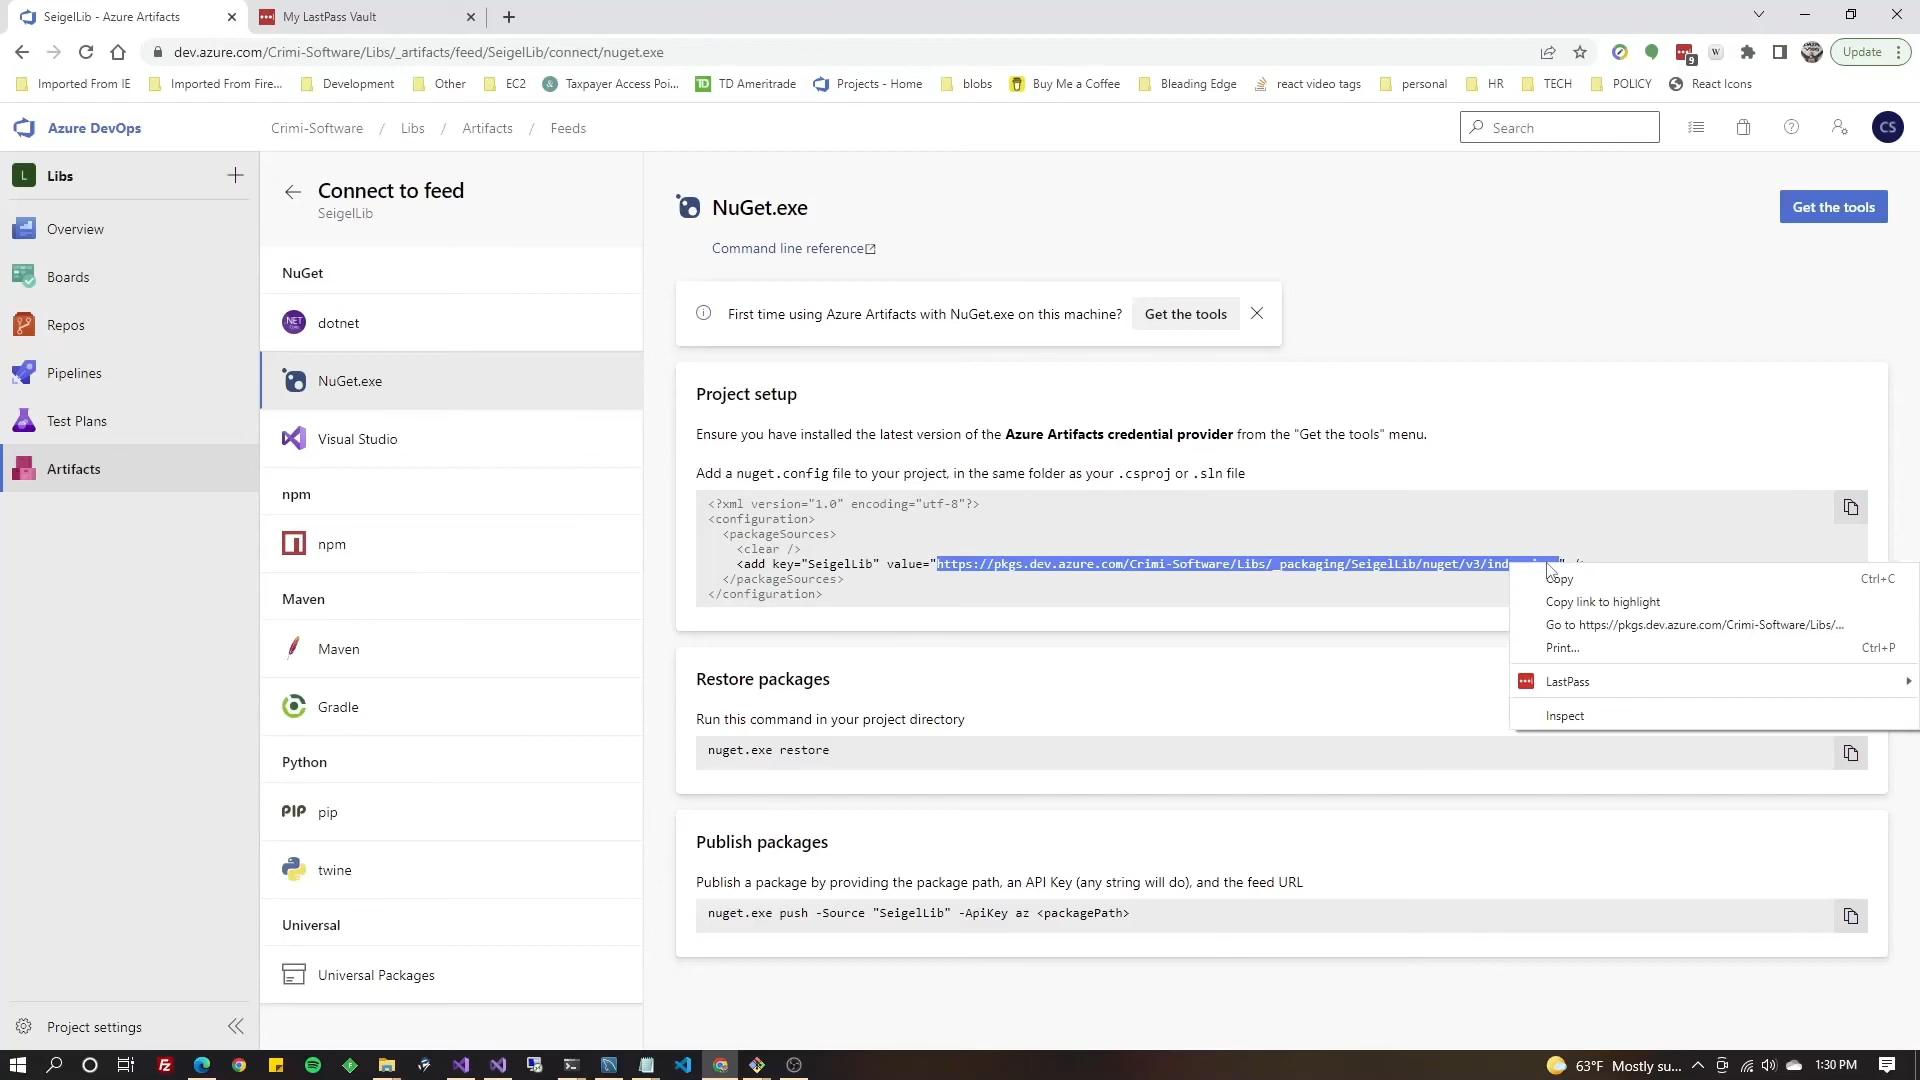 SeigelLib - Azure Artifacts
My LastPass Vault
dev.azure.com/Crimi-Software/Libs/_artifacts/feed/SeigelLib/connect/nuget.exe
9
W
Update
Imported From IE
Imported From Fire...
Development
Other
EC2
Taxpayer Access Poi...
TD Ameritrade
Projects - Home
blobs
Buy Me a Coffee
Bleading Edge
react video tags
personal
HR
TECH
POLICY
React Icons
Azure DevOps
Crimi-Software / Libs / Artifacts / Feeds
Search
CS
L
Libs
Overview
Boards
Repos
Pipelines
Test Plans
Artifacts
Project settings
Connect to feed
SeigelLib
NuGet
dotnet
NuGet.exe
Visual Studio
npm
npm
Maven
Maven
Gradle
Python
PIP pip
twine
Universal
Universal Packages
NuGet.exe
Get the tools
Command line reference
First time using Azure Artifacts with NuGet.exe on this machine?
Get the tools
Project setup
Ensure you have installed the latest version of the Azure Artifacts credential provider from the "Get the tools" menu.
Add a nuget.config file to your project, in the same folder as your .csproj or .sln file
<?xml version="1.0" encoding="utf-8"?>
<configuration>
<packageSources>
<clear />
<add key="SeigelLib" value="https://pkgs.dev.azure.com/Crimi-Software/Libs/_packaging/SeigelLib/nuget/v3/
</packageSources>
</configuration>
Copy Ctrl+C
Copy link to highlight
Go to https://pkgs.dev.azure.com/Crimi-Software/Libs/...
Print... Ctrl+P
LastPass
Inspect
Restore packages
Run this command in your project directory
nuget.exe restore
Publish packages
Publish a package by providing the package path, an API Key (any string will do), and the feed URL
nuget.exe push -Source "SeigelLib" -ApiKey az <packagePath>
63°F Mostly su...
1:30 PM